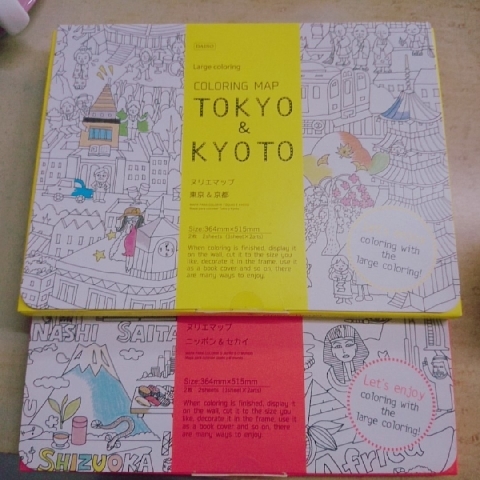 Large coloring
COLORING MAP
TOKYO
&
KYOTO
ヌリエマップ
東京 & 京都
Size:364mm×515mm
2枚 2sheets
When coloring is finished, display it
on the wall, cut it to the size you
like, decorate it in the frame, use it
as a book cover and so on, there
are many ways to enjoy.
coloring with
the
large coloring!
NASHI
SAITA
ヌリエマップ
ニッポン&セカイ
Size:364mm×515mm
2枚 2sheets
When coloring is finished, display it
on the wall, cut it to the size you
like, decorate it in the frame, use it
as a book cover and so on, there
are many ways to enjoy.
Let's enjoy
coloring with
the
large coloring!
SHIZUOKA
Africa